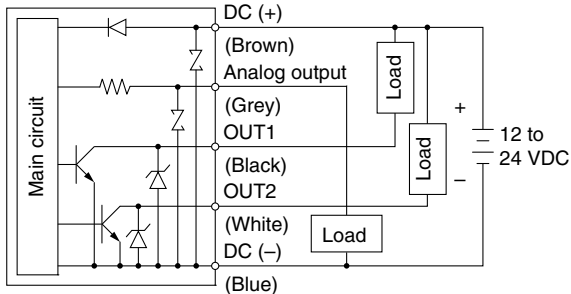 DC (+)
(Brown)
Analog output
(Grey)
OUT1
(Black)
OUT2
(White)
DC (–)
(Blue)
Main circuit
Load
Load
Load
+
–
12 to
24 VDC